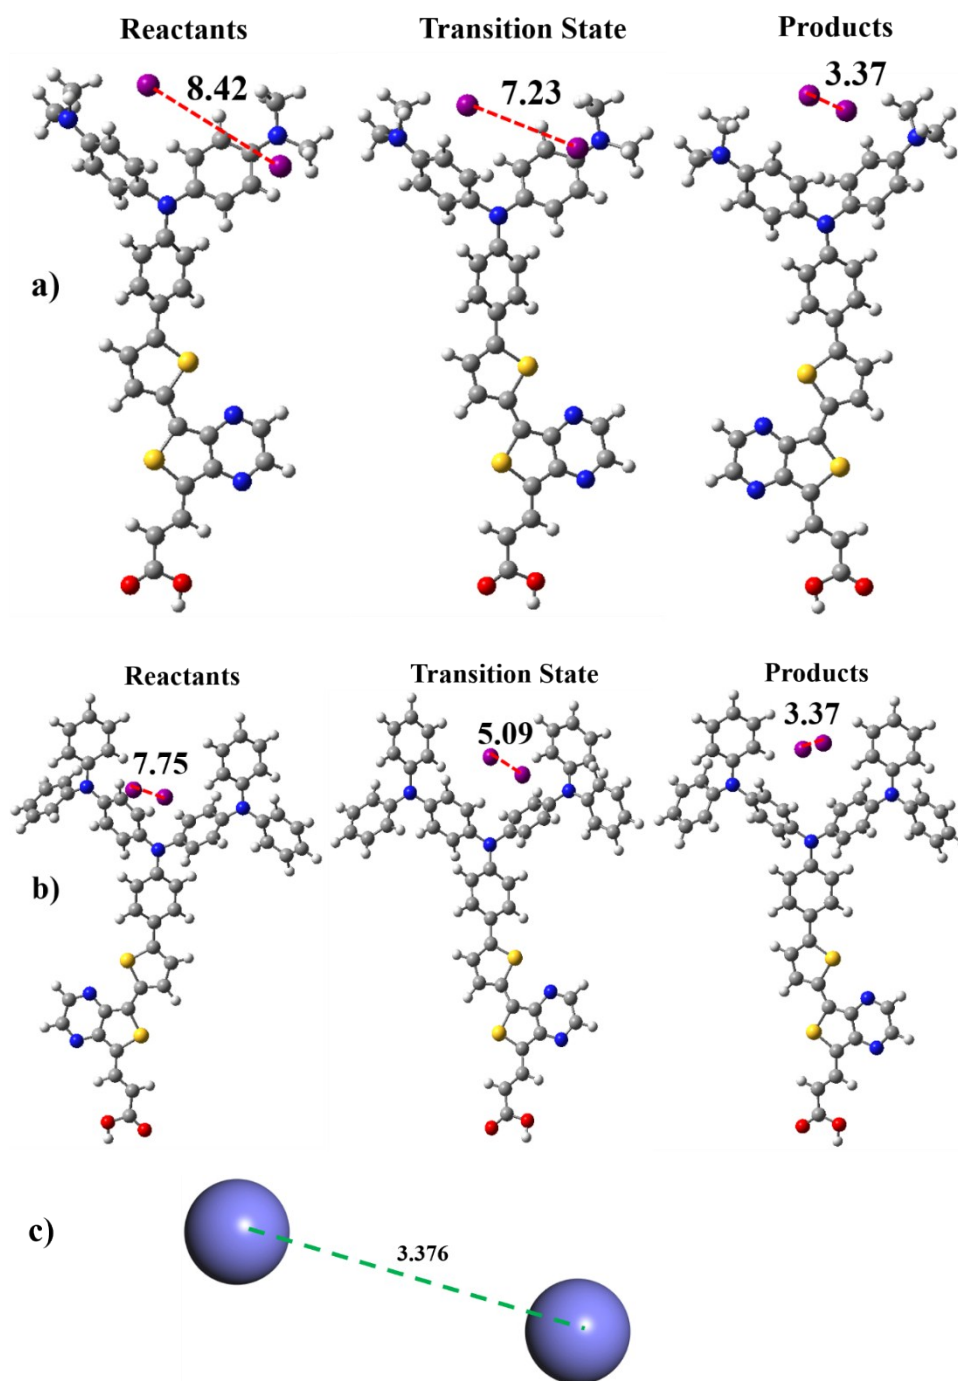 Reactants
Transition State
Products
8.42
7.23
3.37
a)
Reactants
Transition State
Products
7.75
5.09
3.37
b)
c)
3.376